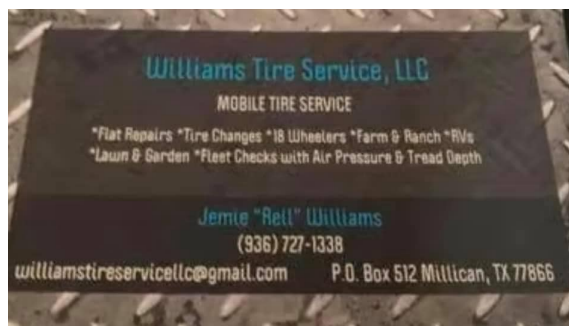 Williams Tire Service, LLC
MOBILE TIRE SERVICE
*Flat Repairs *Tire Changes *18 Wheelers *Farm & Ranch *RVs
*Lawn & Garden *Fleet Checks with Air Pressure & Tread Depth
Jemie "Rell" Williams
(936) 727-1338
williamstireservicellc@gmail.com P.O. Box 512 Millican, TX 77866